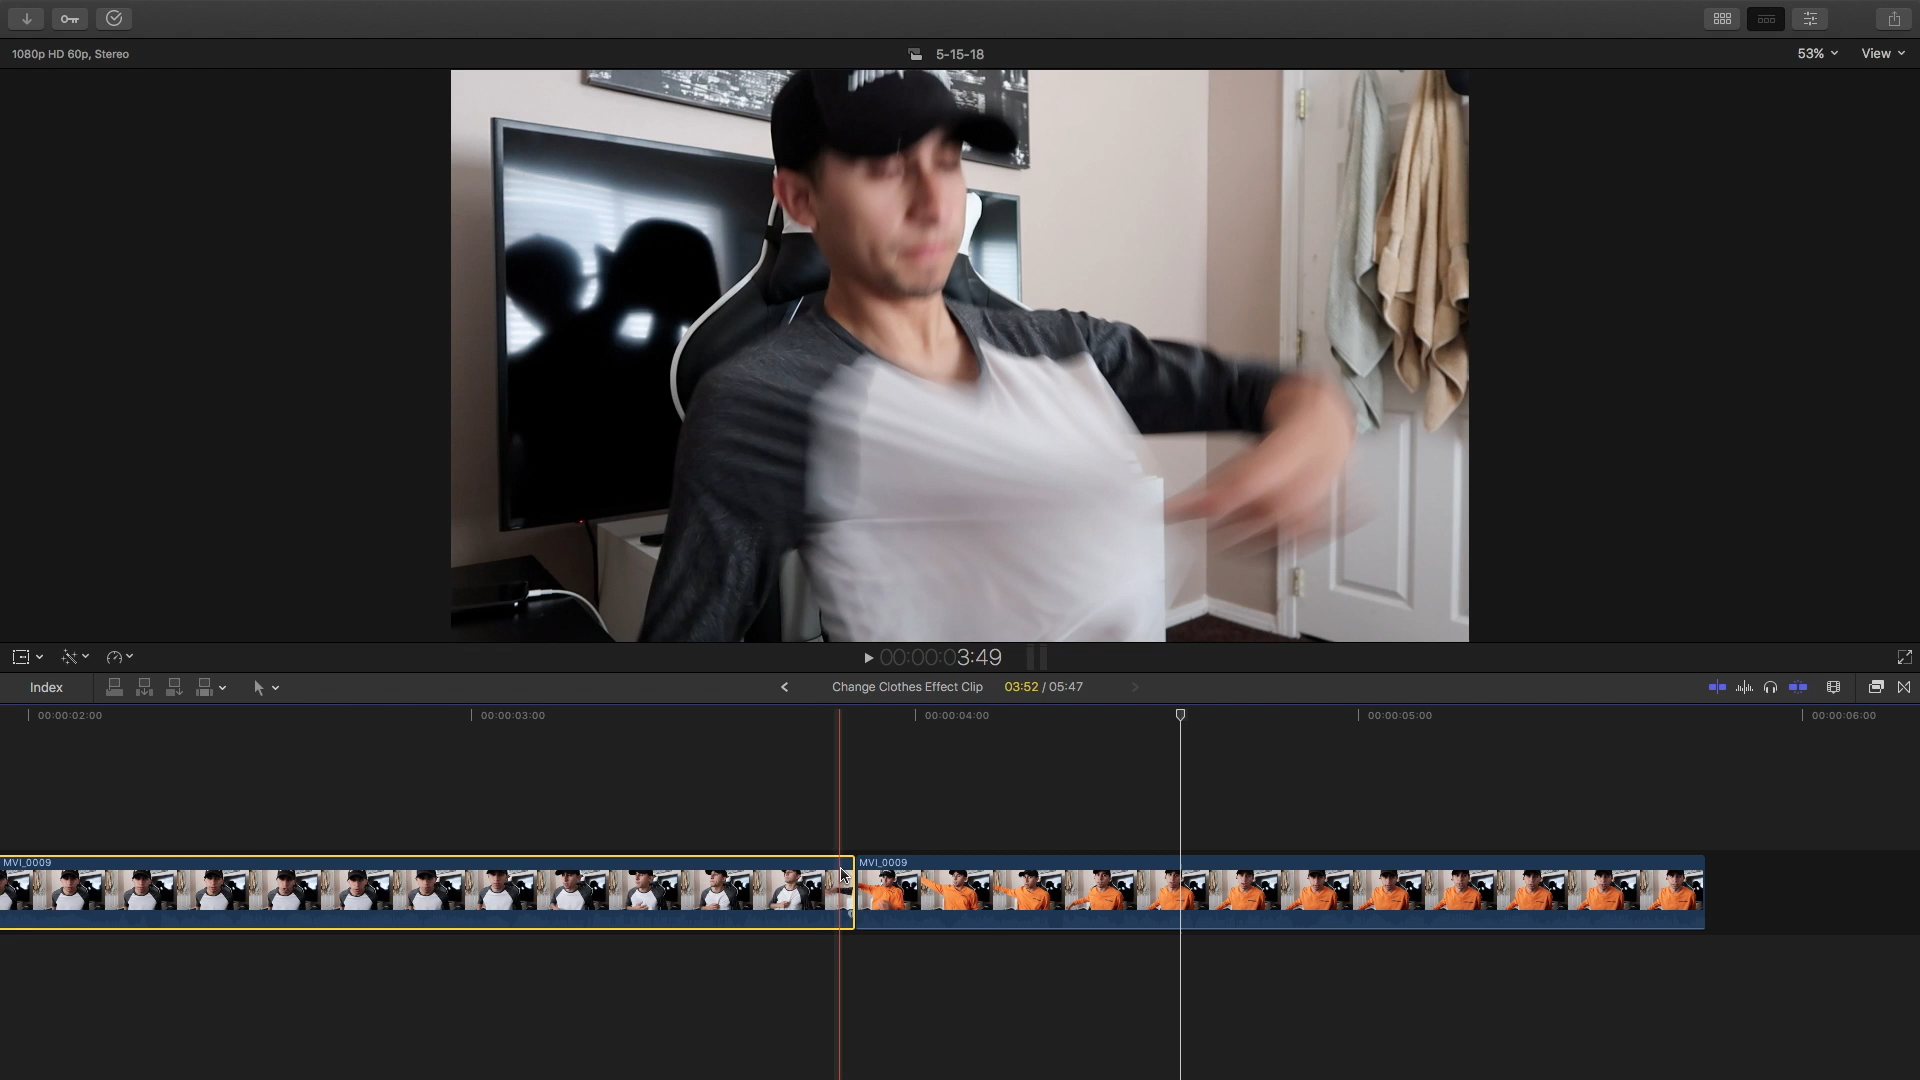 1080p HD 60p, Stereo
5-15-18
53%
View
00:00:03:49
Index
Change Clothes Effect Clip
03:52 / 05:47
00:00:02:00
00:00:03:00
00:00:04:00
00:00:05:00
00:00:06:00
MVI_0009
MVI_0009